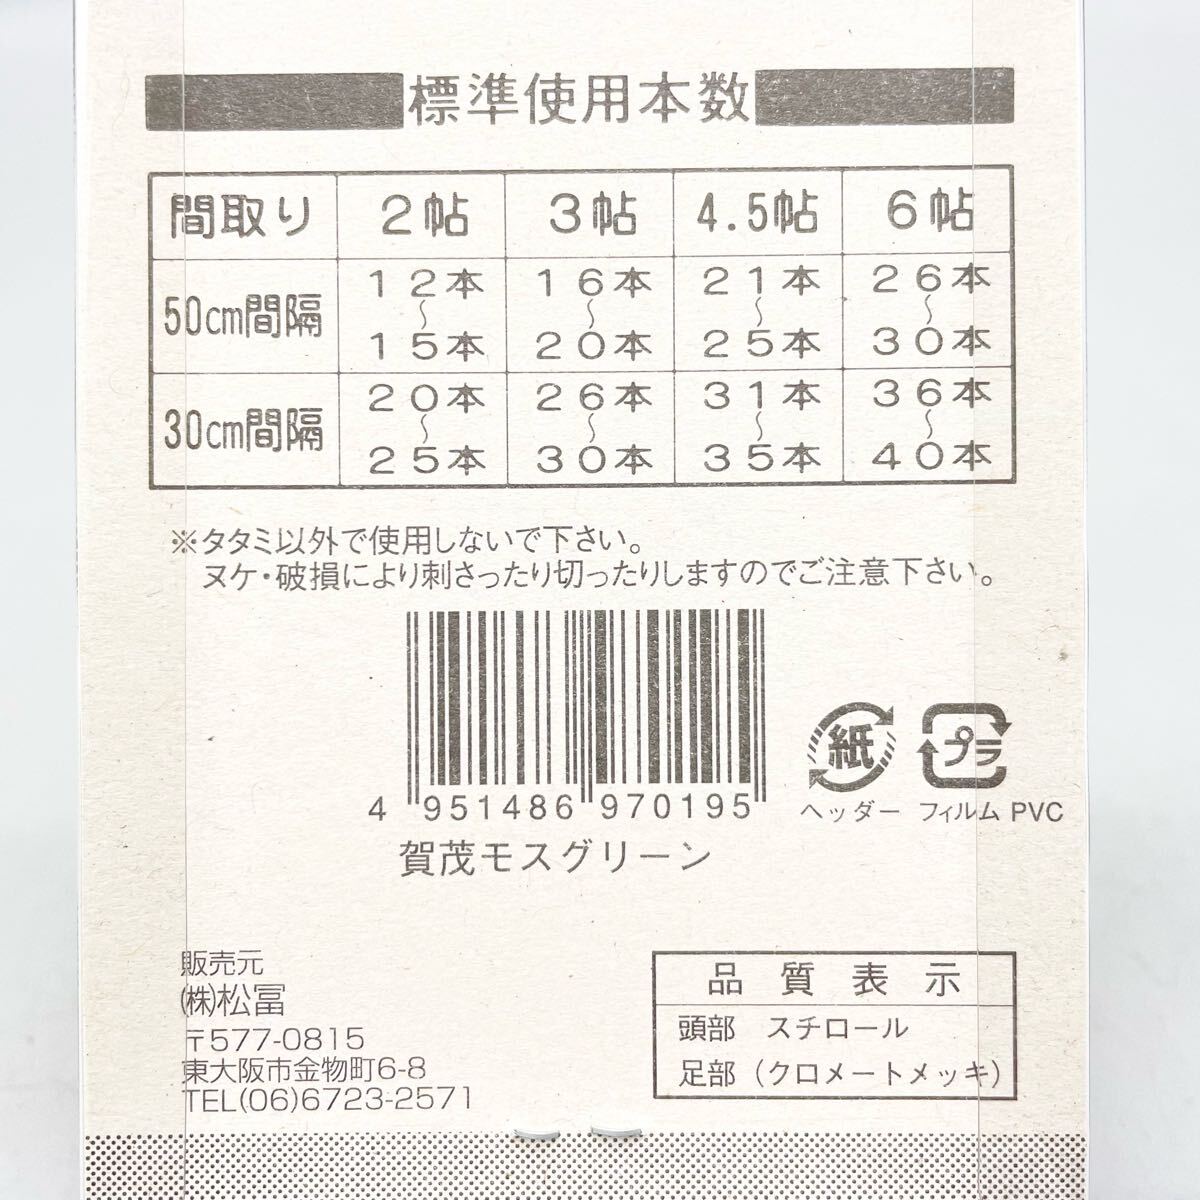 標準使用本数
間取り 2帖 3帖 4.5帖 6帖
50cm間隔 12本〜15本 16本〜20本 21本〜25本 26本〜30本
30cm間隔 20本〜25本 26本〜30本 31本〜35本 36本〜40本
※タタミ以外で使用しないで下さい。
ヌケ・破損により刺さったり切ったりしますのでご注意下さい。
4 951486 970195
賀茂モスグリーン
紙 プラ
ヘッダー フィルム PVC
販売元
㈱松冨
〒577-0815
東大阪市金物町6-8
TEL(06)6723-2571
品質表示
頭部 スチロール
足部（クロメートメッキ）